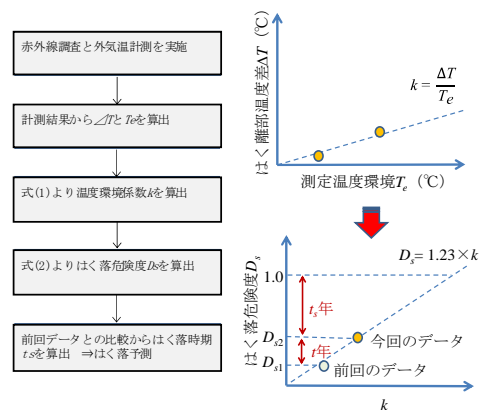 赤外線調査と外気温計測を実施
計測結果から⊿TとTeを算出
式(1)より温度環境係数kを算出
式(2)よりはく落危険度Dsを算出
前回データとの比較からはく落時期
tsを算出　⇒はく落予測
はく離部温度差ΔT（℃）
k = ΔT
Te
測定温度環境Te（℃）
はく落危険度Ds
Ds= 1.23×k
1.0
ts年
Ds2
今回のデータ
t年
Ds1
前回のデータ
k